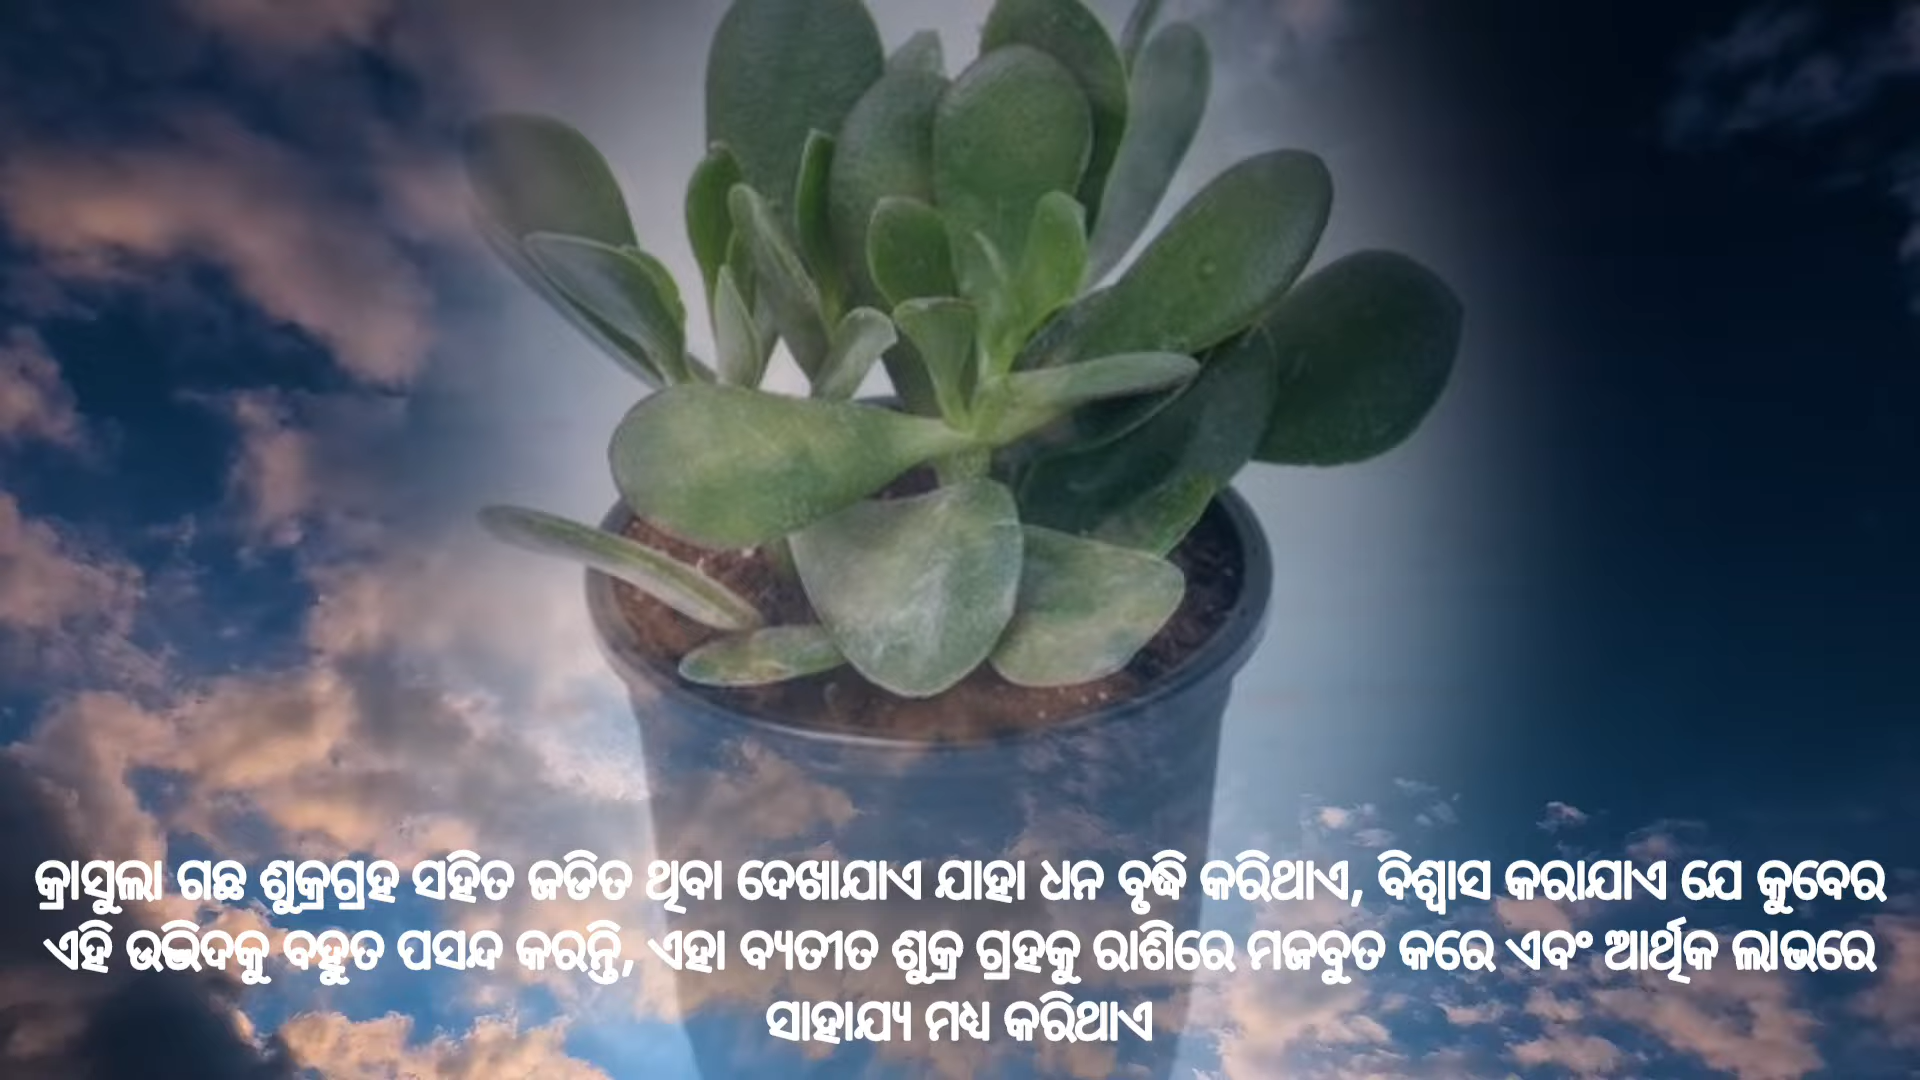 କ୍ରାସୁଲା ଗଛ ଶୁକ୍ରଗ୍ରହ ସହିତ ଜଡିତ ଥିବା ଦେଖାଯାଏ ଯାହା ଧନ ବୃଦ୍ଧି କରିଥାଏ, ବିଶ୍ୱାସ କରାଯାଏ ଯେ କୁବେର
ଏହି ଉଦ୍ଭିଦକୁ ବହୁତ ପସନ୍ଦ କରନ୍ତି, ଏହା ବ୍ୟତୀତ ଶୁକ୍ର ଗ୍ରହକୁ ରାଶିରେ ମଜବୁତ କରେ ଏବଂ ଆର୍ଥିକ ଲାଭରେ
ସାହାଯ୍ୟ ମଧ୍ୟ କରିଥାଏ